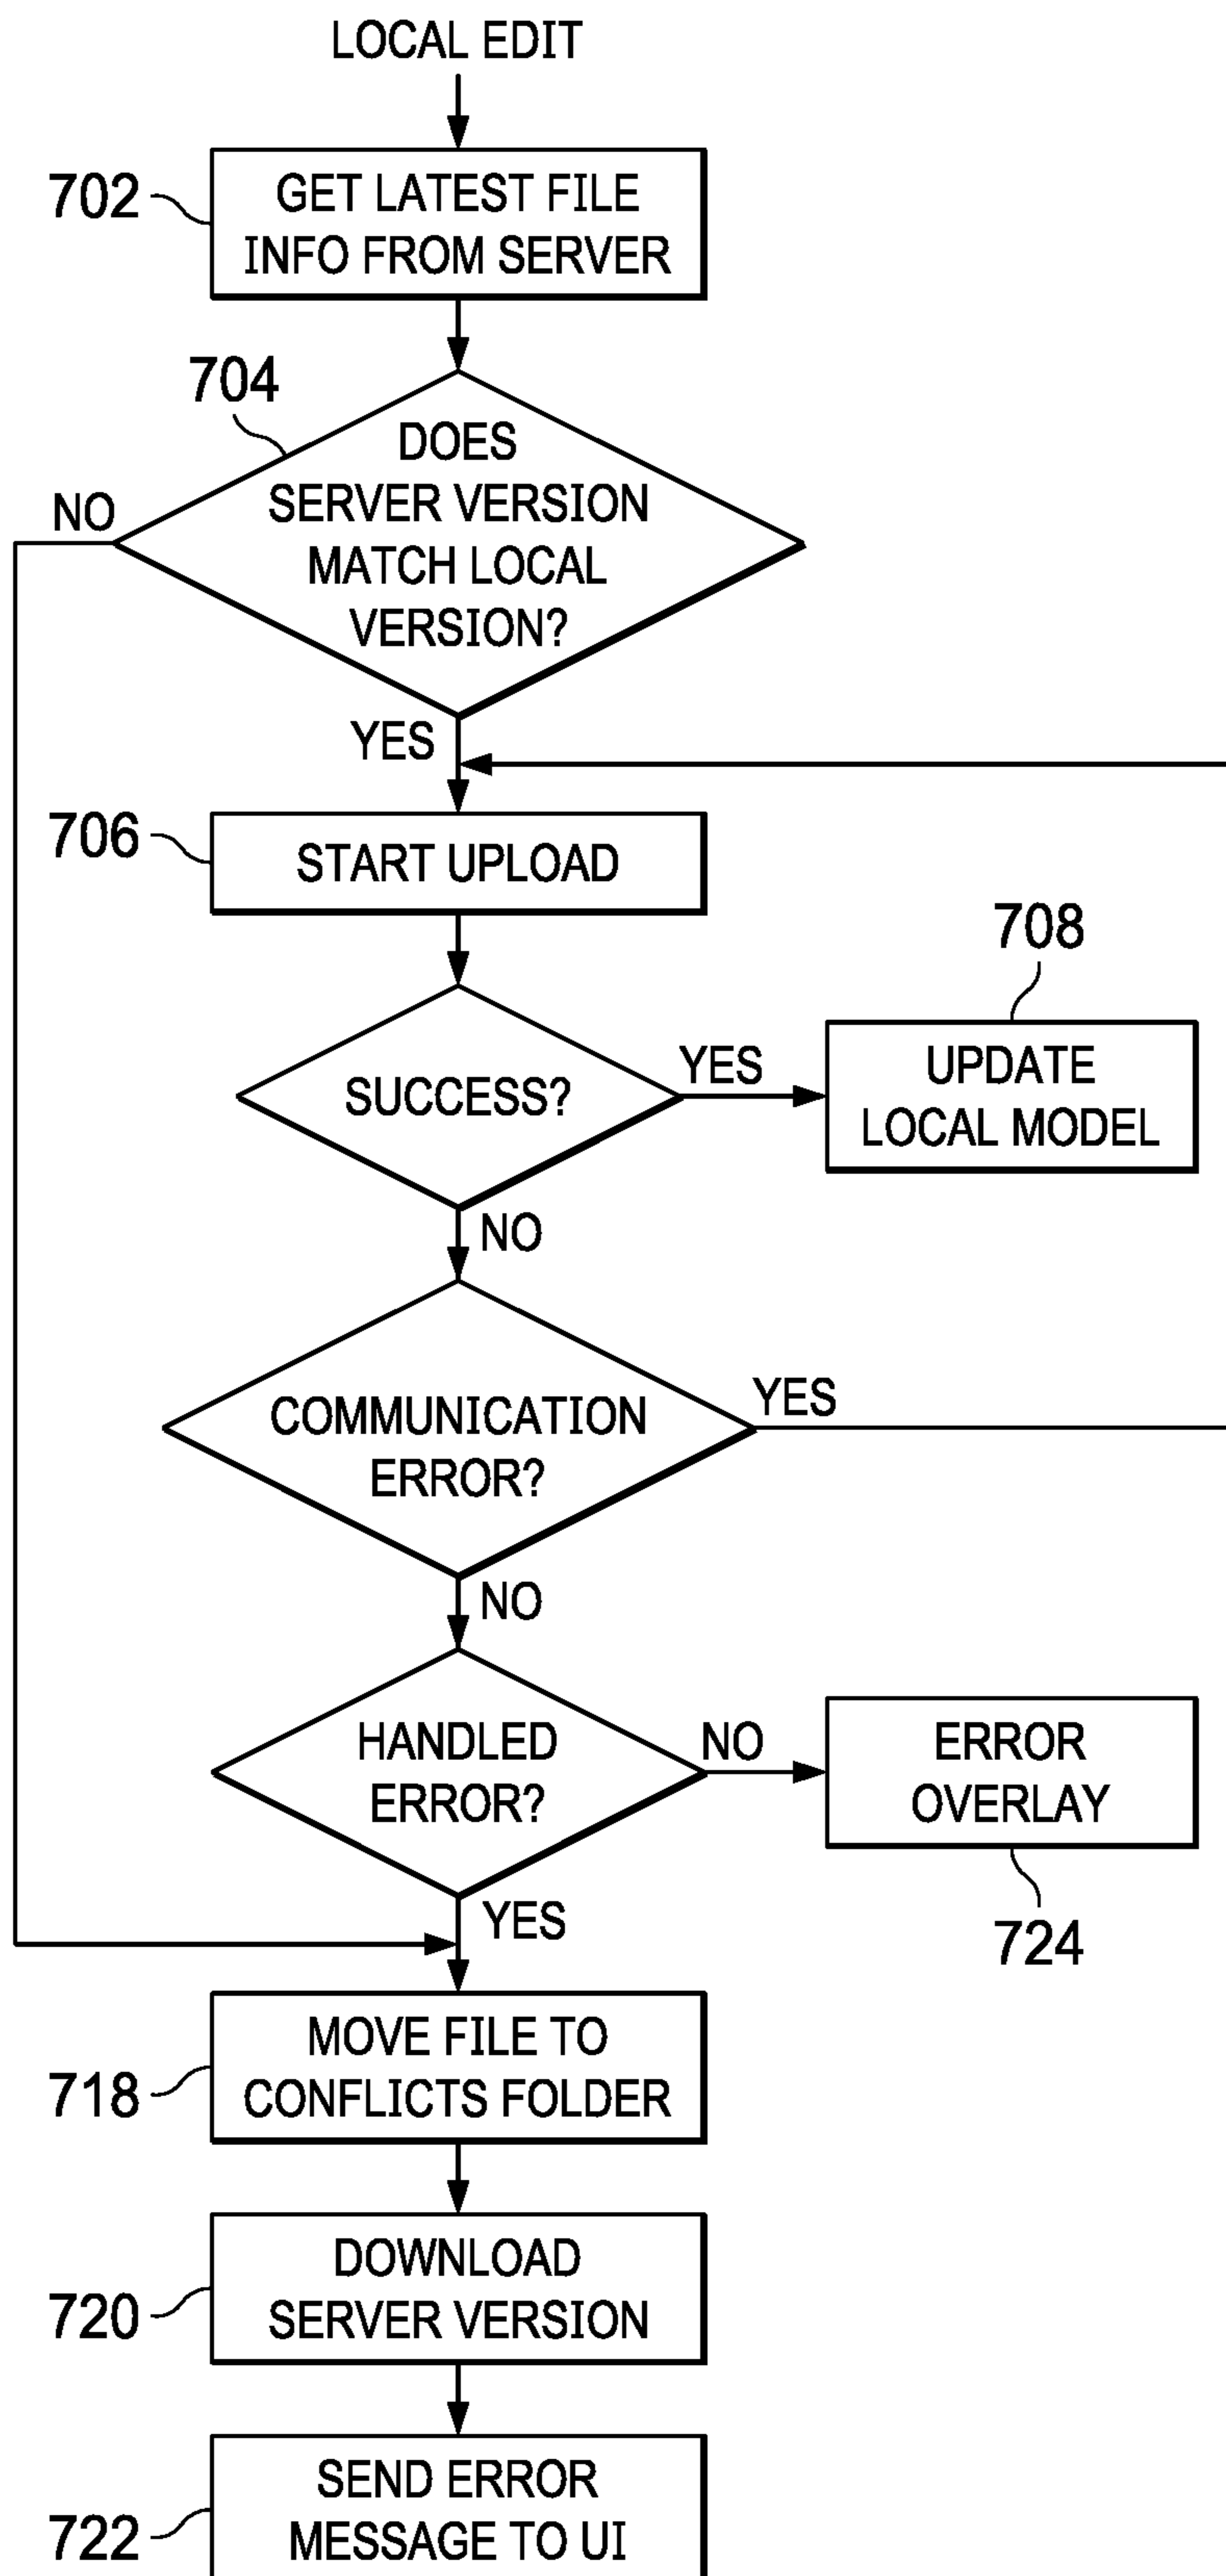 LOCAL EDIT
702
GET LATEST FILE
INFO FROM SERVER
704
DOES
SERVER VERSION
MATCH LOCAL
VERSION?
NO
YES
706
START UPLOAD
708
SUCCESS?
YES
UPDATE
LOCAL MODEL
NO
COMMUNICATION
ERROR?
YES
NO
HANDLED
ERROR?
NO
ERROR
OVERLAY
724
YES
718
MOVE FILE TO
CONFLICTS FOLDER
720
DOWNLOAD
SERVER VERSION
722
SEND ERROR
MESSAGE TO UI